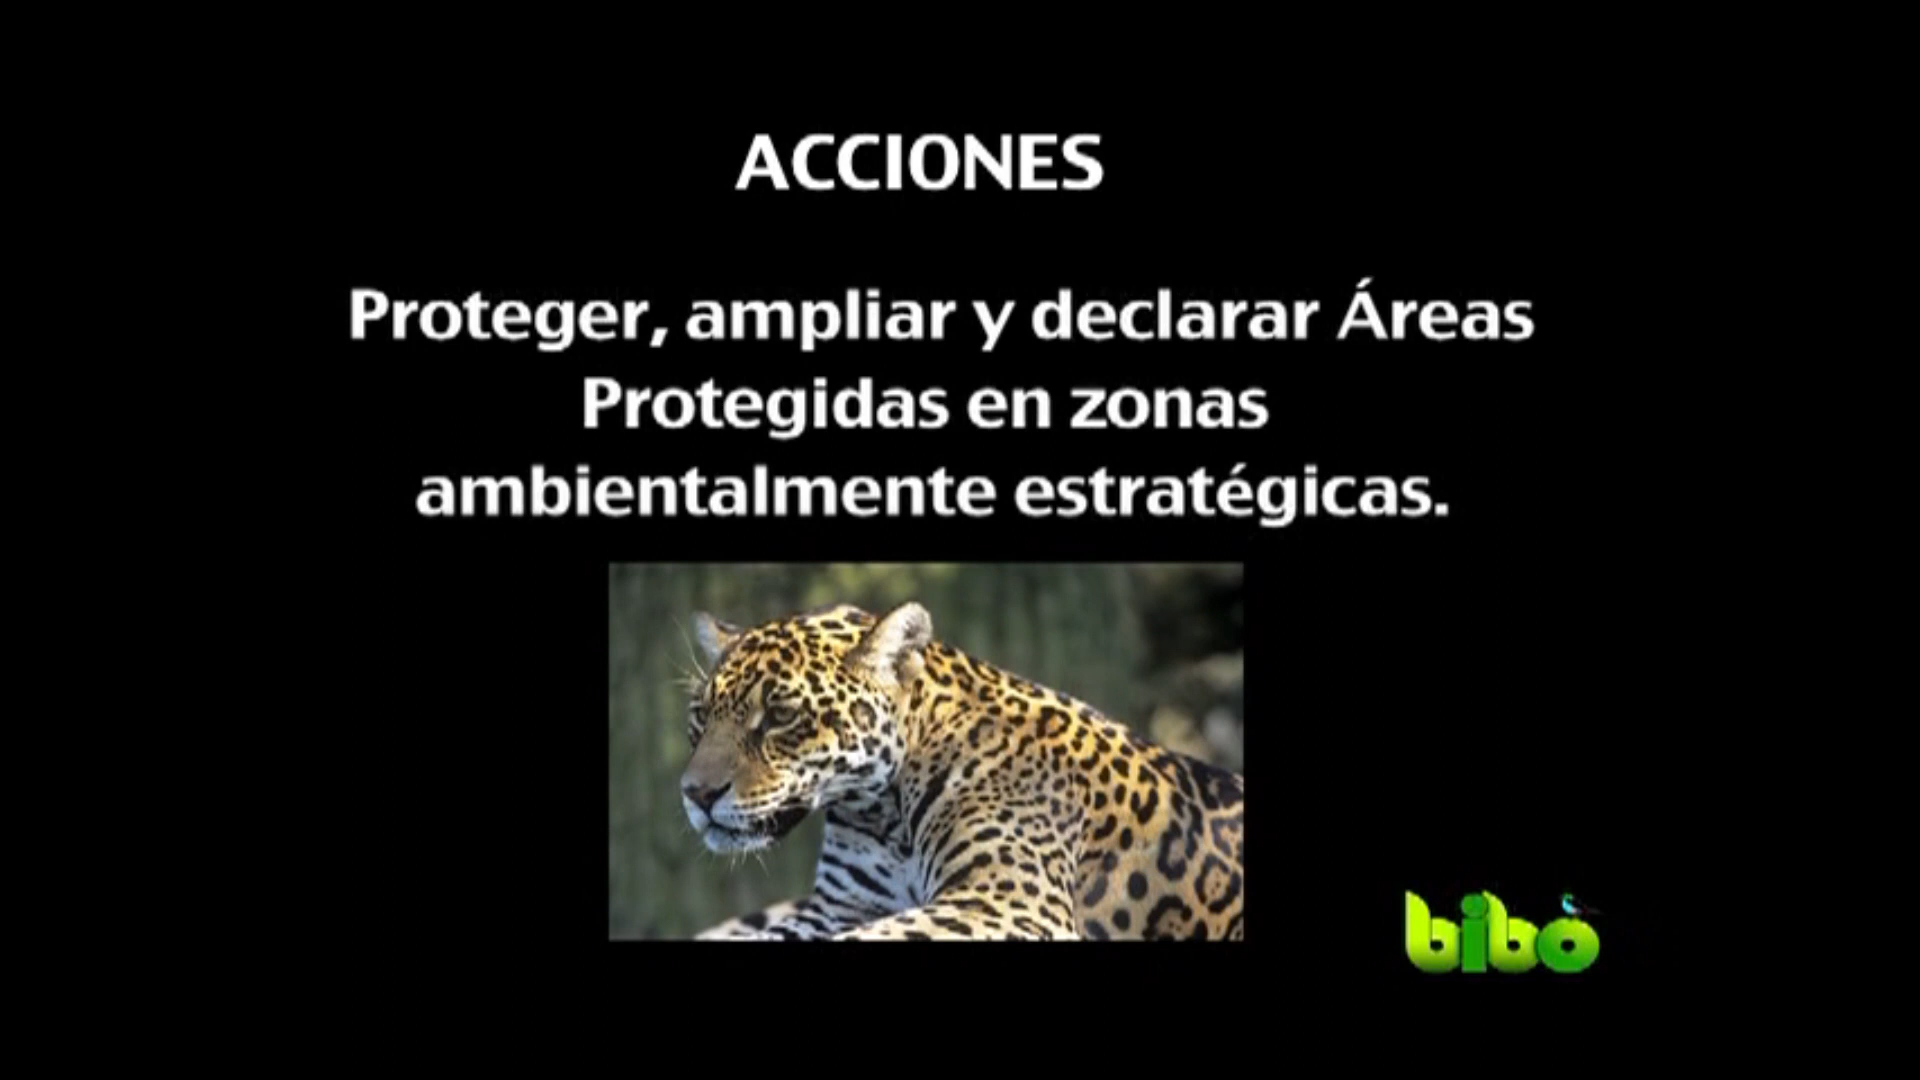 ACCIONES
Proteger, ampliar y declarar Áreas
Protegidas en zonas
ambientalmente estratégicas.
bibo